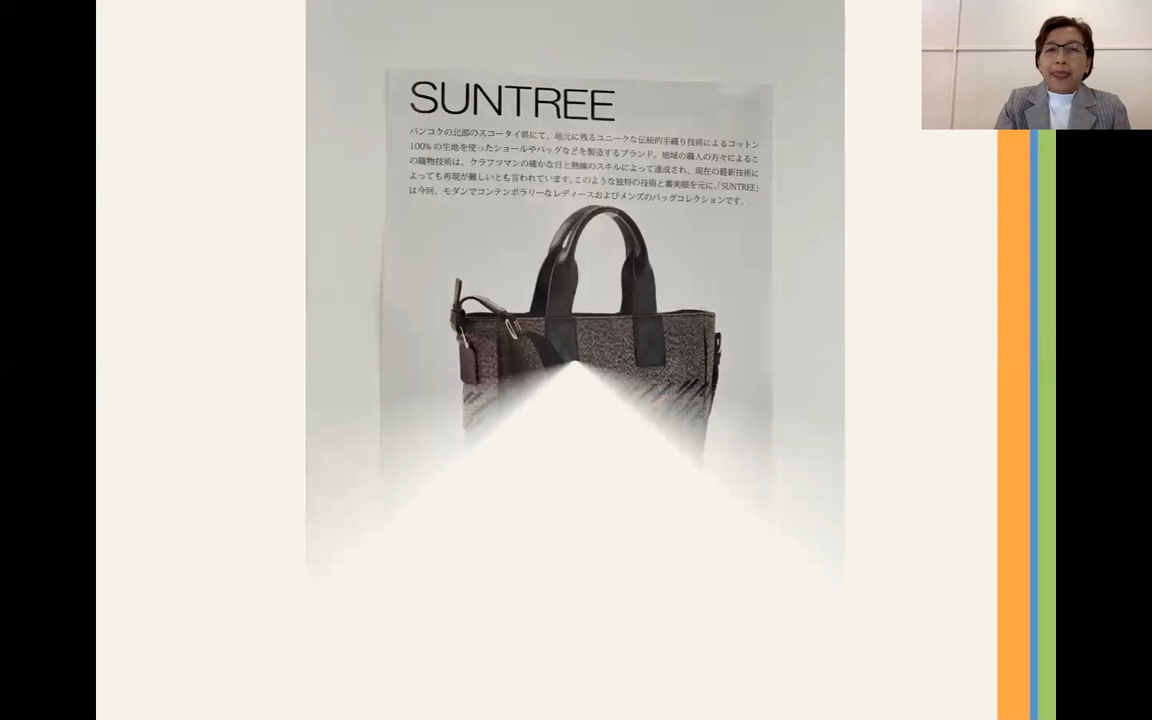 SUNTREE
バンコクの北部のスコータイ県にて、地元に残るユニークな伝統的手織り技術によるコットン
100%の生地を使ったショールやバッグなどを製造するブランド。地域の職人の方々によるこ
の織物技術は、クラフツマンの確かな目と熟練のスキルによって達成され、現在の最新技術に
よっても再現が難しいとも言われています。このような独特の技術と審美眼を元に、「SUNTREE」
は今回、モダンでコンテンポラリーなレディースおよびメンズのバッグコレクションです。